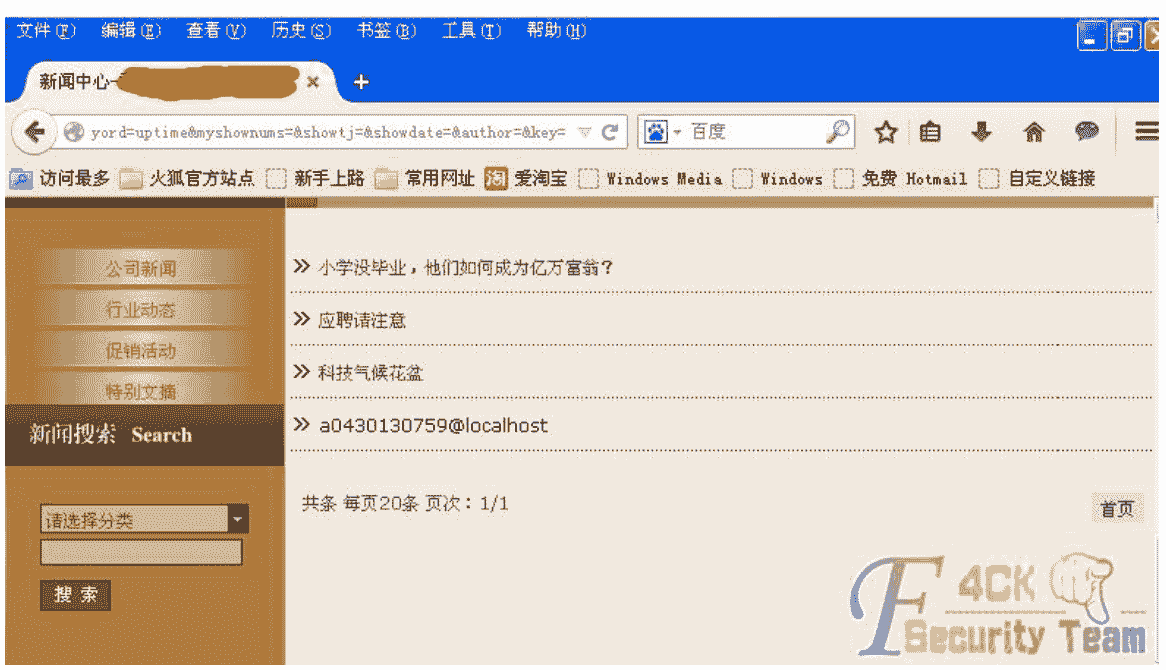 文件(F) 编辑(E) 查看(V) 历史(S) 书签(B) 工具(T) 帮助(H)
新闻中心-
yord=uptime&myshownums=&showtj=&showdate=&author=&key= 百度
访问最多 火狐官方站点 新手上路 常用网址 淘 爱淘宝 Windows Media Windows 免费 Hotmail 自定义链接
公司新闻
行业动态
促销活动
特别文摘
新闻搜索 Search
请选择分类
搜 索
» 小学没毕业，他们如何成为亿万富翁？
» 应聘请注意
» 科技气候花盆
» a0430130759@localhost
共条 每页20条 页次：1/1
首页
F4CK
Security Team